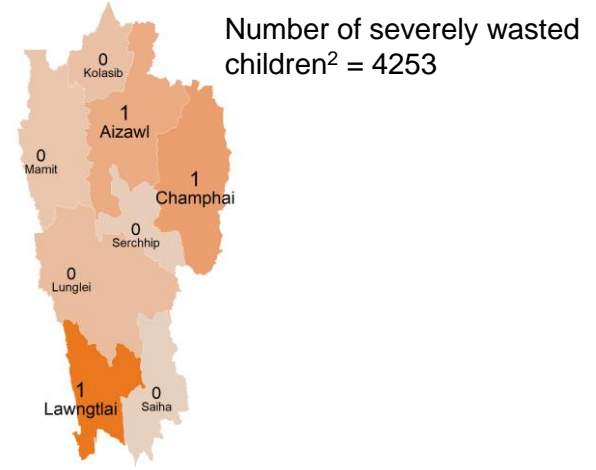 Number of severely wasted
children² = 4253
0
Kolasib
1
Aizawl
0
Mamit
1
Champhai
0
Serchhip
0
Lunglei
1
Lawngtlai
0
Saiha